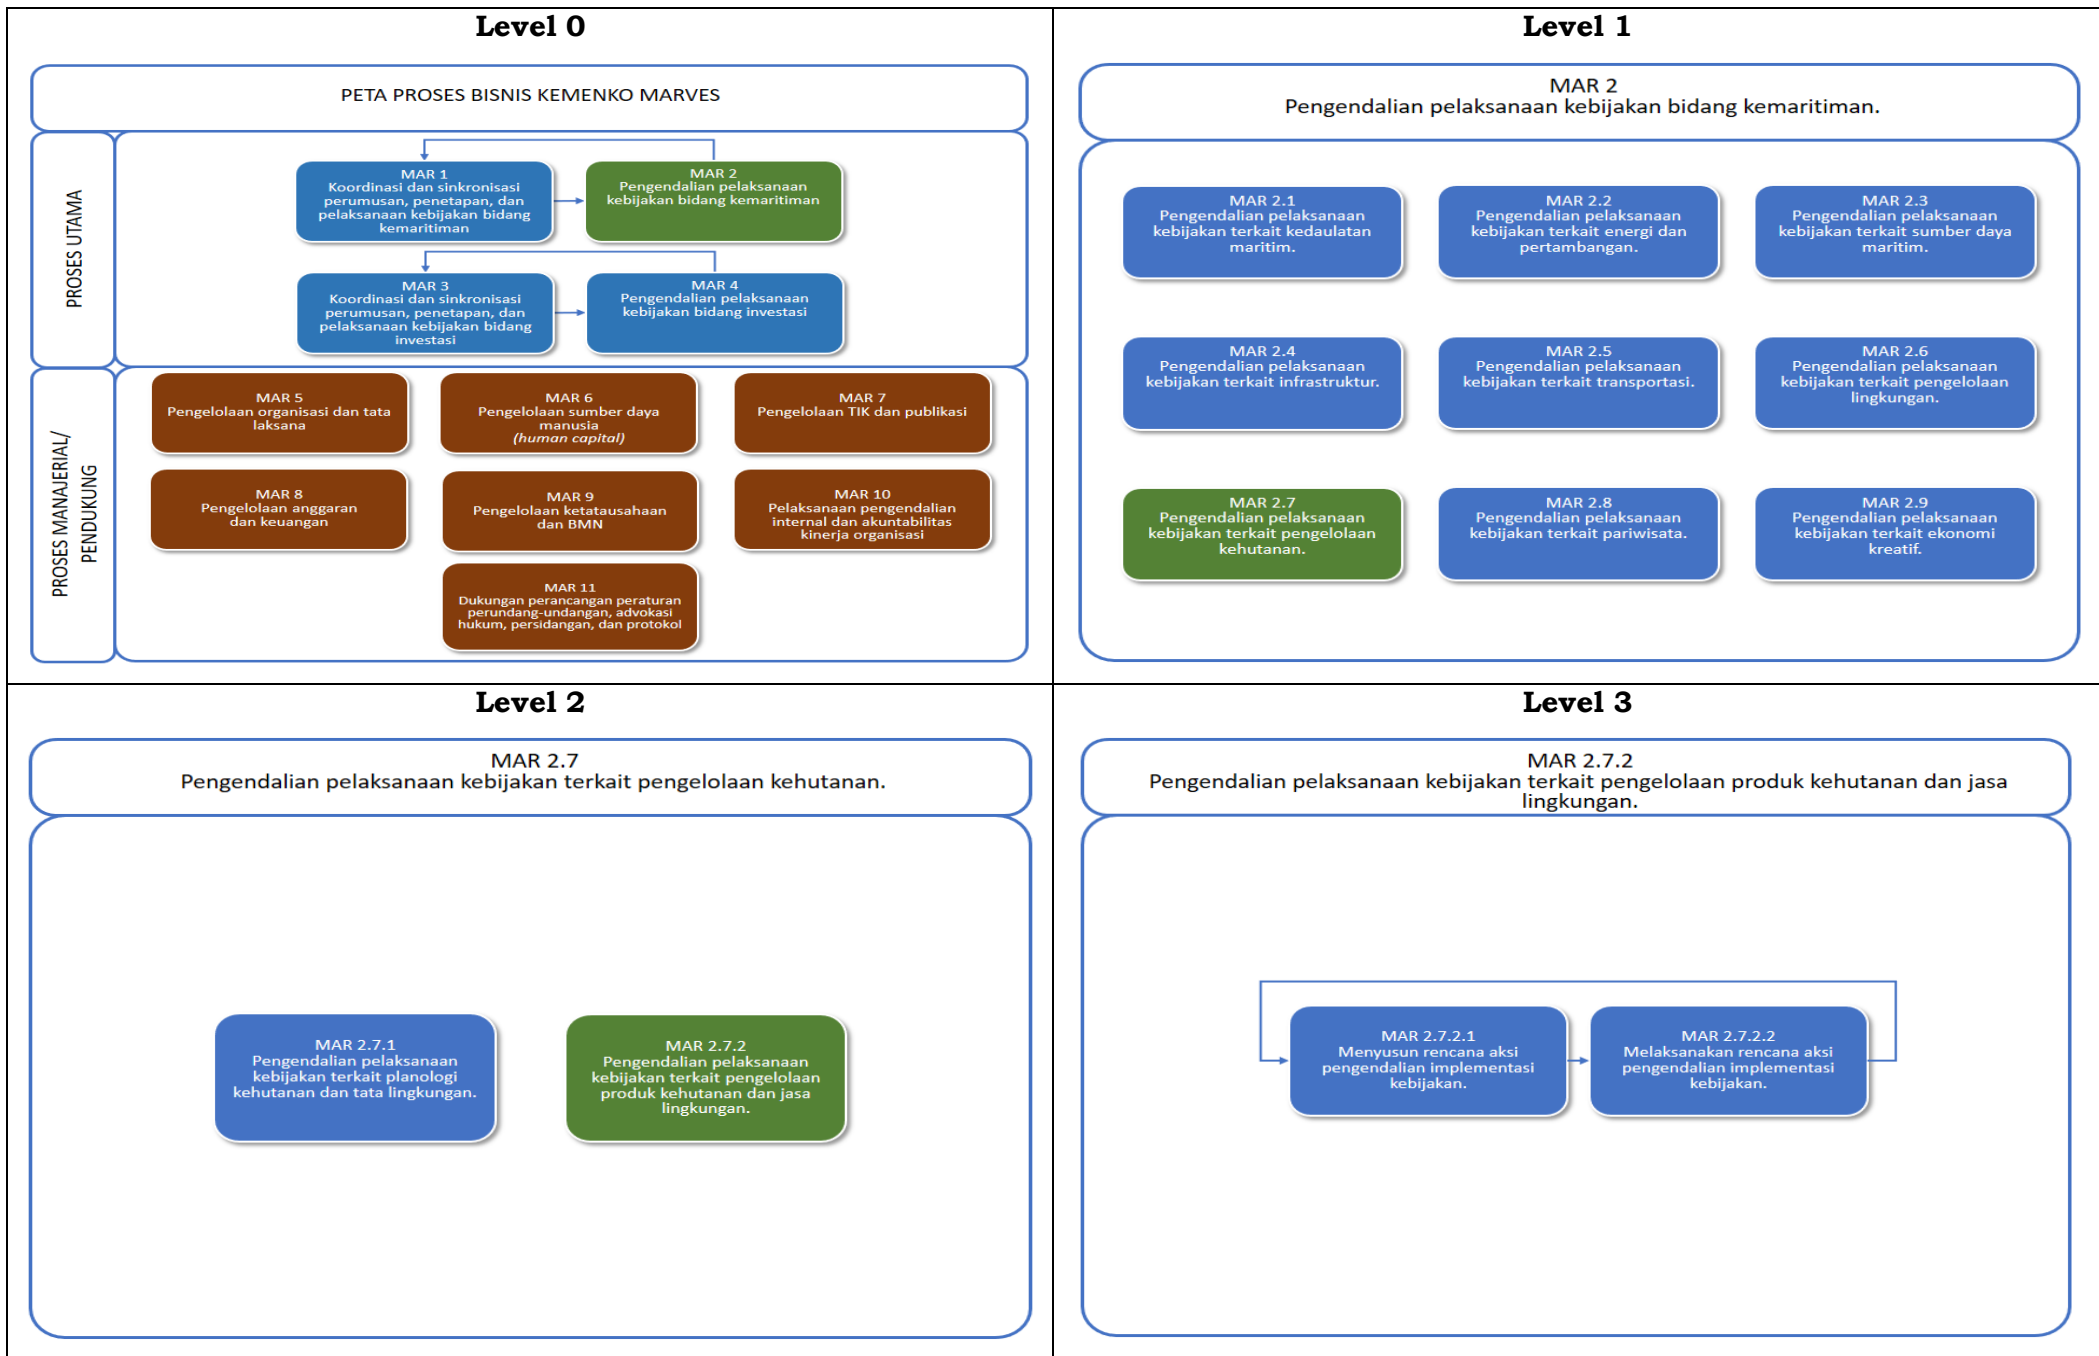 Level 0
PETA PROSES BISNIS KEMENKO MARVES
PROSES UTAMA
MAR 1
Koordinasi dan sinkronisasi
perumusan, penetapan, dan
pelaksanaan kebijakan bidang
kemaritiman
MAR 2
Pengendalian pelaksanaan
kebijakan bidang kemaritiman
MAR 3
Koordinasi dan sinkronisasi
perumusan, penetapan, dan
pelaksanaan kebijakan bidang
investasi
MAR 4
Pengendalian pelaksanaan
kebijakan bidang investasi
PROSES MANAJERIAL/
PENDUKUNG
MAR 5
Pengelolaan organisasi dan tata
laksana
MAR 6
Pengelolaan sumber daya
manusia
(human capital)
MAR 7
Pengelolaan TIK dan publikasi
MAR 8
Pengelolaan anggaran
dan keuangan
MAR 9
Pengelolaan ketatausahaan
dan BMN
MAR 10
Pelaksanaan pengendalian
internal dan akuntabilitas
kinerja organisasi
MAR 11
Dukungan perancangan peraturan
perundang-undangan, advokasi
hukum, persidangan, dan protokol
Level 1
MAR 2
Pengendalian pelaksanaan kebijakan bidang kemaritiman.
MAR 2.1
Pengendalian pelaksanaan
kebijakan terkait kedaulatan
maritim.
MAR 2.2
Pengendalian pelaksanaan
kebijakan terkait energi dan
pertambangan.
MAR 2.3
Pengendalian pelaksanaan
kebijakan terkait sumber daya
maritim.
MAR 2.4
Pengendalian pelaksanaan
kebijakan terkait infrastruktur.
MAR 2.5
Pengendalian pelaksanaan
kebijakan terkait transportasi.
MAR 2.6
Pengendalian pelaksanaan
kebijakan terkait pengelolaan
lingkungan.
MAR 2.7
Pengendalian pelaksanaan
kebijakan terkait pengelolaan
kehutanan.
MAR 2.8
Pengendalian pelaksanaan
kebijakan terkait pariwisata.
MAR 2.9
Pengendalian pelaksanaan
kebijakan terkait ekonomi
kreatif.
Level 2
MAR 2.7
Pengendalian pelaksanaan kebijakan terkait pengelolaan kehutanan.
MAR 2.7.1
Pengendalian pelaksanaan
kebijakan terkait planologi
kehutanan dan tata lingkungan.
MAR 2.7.2
Pengendalian pelaksanaan
kebijakan terkait pengelolaan
produk kehutanan dan jasa
lingkungan.
Level 3
MAR 2.7.2
Pengendalian pelaksanaan kebijakan terkait pengelolaan produk kehutanan dan jasa
lingkungan.
MAR 2.7.2.1
Menyusun rencana aksi
pengendalian implementasi
kebijakan.
MAR 2.7.2.2
Melaksanakan rencana aksi
pengendalian implementasi
kebijakan.